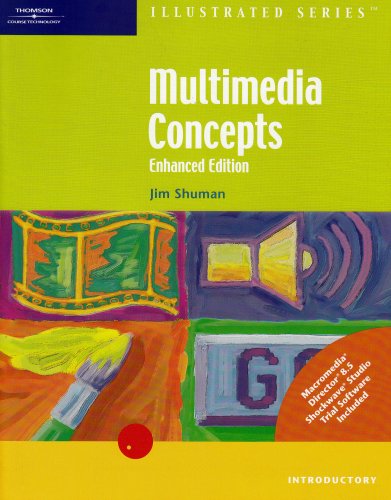 THOMSON
COURSE TECHNOLOGY
ILLUSTRATED SERIES™
Multimedia
Concepts
Enhanced Edition
Jim Shuman
GO
Macromedia®
Director® 8.5
Shockwave® Studio
Trial Software
Included
INTRODUCTORY